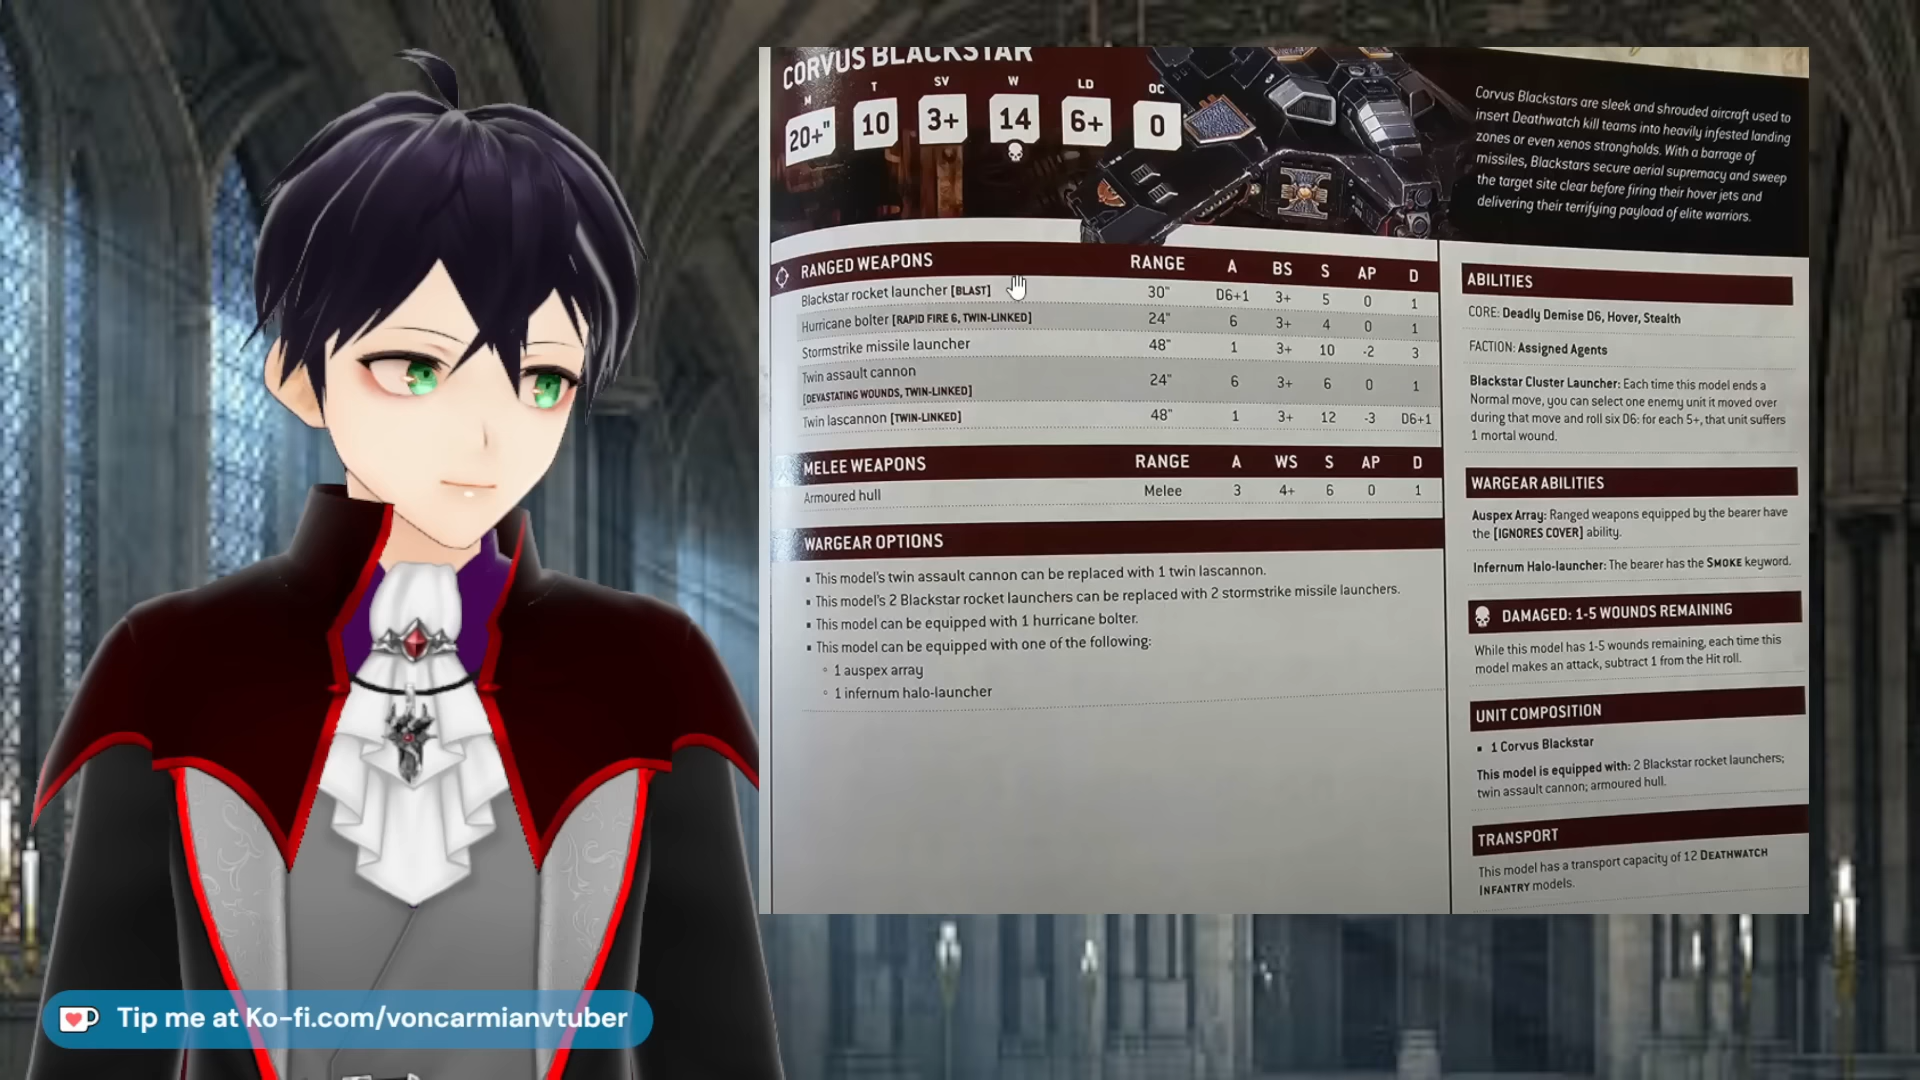 CORVUS BLACKSTAR
M T SV W LD OC
20+" 10 3+ 14 6+ 0
Corvus Blackstars are sleek and shrouded aircraft used to
insert Deathwatch kill teams into heavily infested landing
zones or even xenos strongholds. With a barrage of
missiles, Blackstars secure aerial supremacy and sweep
the target site clear before firing their hover jets and
delivering their terrifying payload of elite warriors.
RANGED WEAPONS RANGE A BS S AP D
Blackstar rocket launcher [BLAST] 30" D6+1 3+ 5 0 1
Hurricane bolter [RAPID FIRE 6, TWIN-LINKED] 24" 6 3+ 4 0 1
Stormstrike missile launcher 48" 1 3+ 10 -2 3
Twin assault cannon
[DEVASTATING WOUNDS, TWIN-LINKED] 24" 6 3+ 6 0 1
Twin lascannon [TWIN-LINKED] 48" 1 3+ 12 -3 D6+1
MELEE WEAPONS RANGE A WS S AP D
Armoured hull Melee 3 4+ 6 0 1
WARGEAR OPTIONS
▪ This model's twin assault cannon can be replaced with 1 twin lascannon.
▪ This model's 2 Blackstar rocket launchers can be replaced with 2 stormstrike missile launchers.
▪ This model can be equipped with 1 hurricane bolter.
▪ This model can be equipped with one of the following:
◦ 1 auspex array
◦ 1 infernum halo-launcher
ABILITIES
CORE: Deadly Demise D6, Hover, Stealth
FACTION: Assigned Agents
Blackstar Cluster Launcher: Each time this model ends a
Normal move, you can select one enemy unit it moved over
during that move and roll six D6: for each 5+, that unit suffers
1 mortal wound.
WARGEAR ABILITIES
Auspex Array: Ranged weapons equipped by the bearer have
the [IGNORES COVER] ability.
Infernum Halo-launcher: The bearer has the SMOKE keyword.
DAMAGED: 1-5 WOUNDS REMAINING
While this model has 1-5 wounds remaining, each time this
model makes an attack, subtract 1 from the Hit roll.
UNIT COMPOSITION
▪ 1 Corvus Blackstar
This model is equipped with: 2 Blackstar rocket launchers;
twin assault cannon; armoured hull.
TRANSPORT
This model has a transport capacity of 12 DEATHWATCH
INFANTRY models.
Tip me at Ko-fi.com/voncarmianvtuber